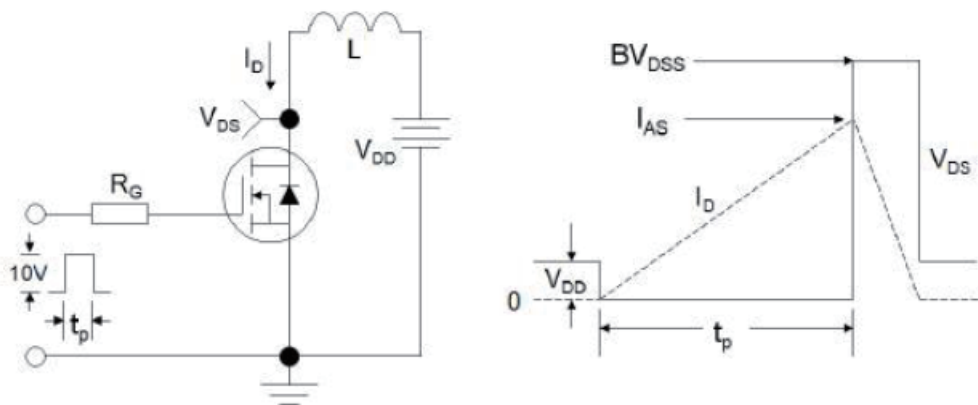 L
I_D
V_DS
V_DD
R_G
10V
t_p
BV_DSS
I_AS
V_DS
I_D
V_DD
0
t_p